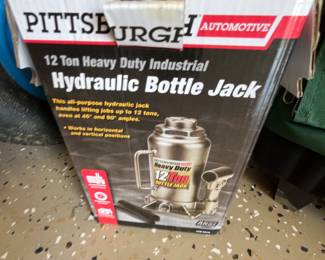 PITTSBURGH AUTOMOTIVE
12 Ton Heavy Duty Industrial
Hydraulic Bottle Jack
This all-purpose hydraulic jack
handles lifting jobs up to 12 tons,
even at 45° and 90° angles.
• Works in horizontal
and vertical positions
Heavy Duty
12 Ton
BOTTLE JACK